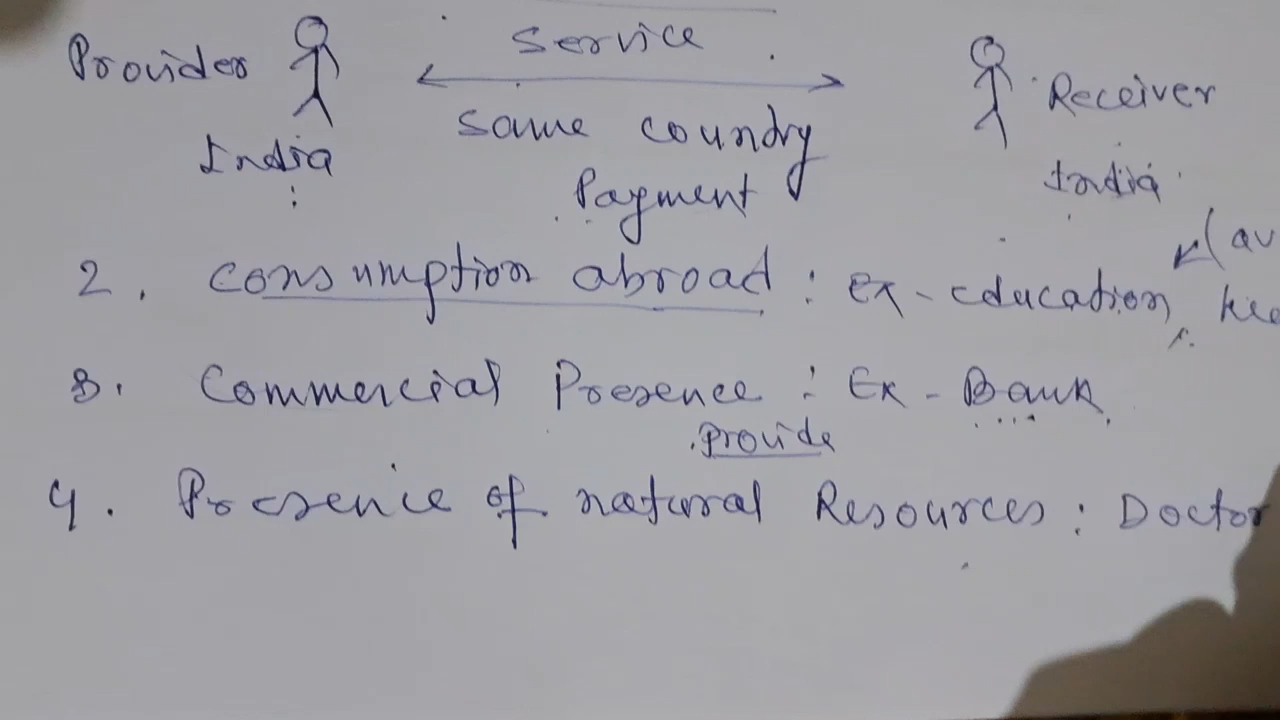 Service
Provider
Receiver
Same country
India
India
Payment
2. Consumption abroad : Ex - Education,
3. Commercial Presence : Ex - Bank
Provide
4. Presence of natural Resources : Doctor